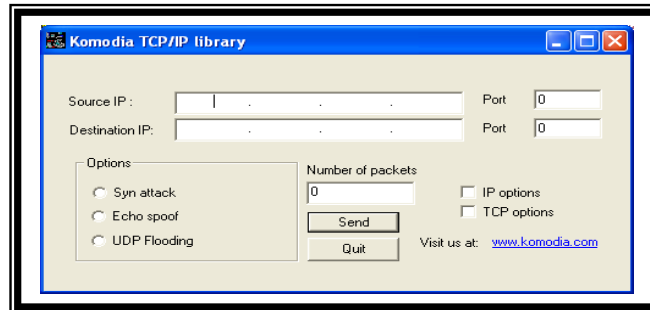 Komodia TCP/IP library
Source IP : . . . Port 0
Destination IP: . . . Port 0
Options
Syn attack
Echo spoof
UDP Flooding
Number of packets
0
Send
Quit
IP options
TCP options
Visit us at: www.komodia.com